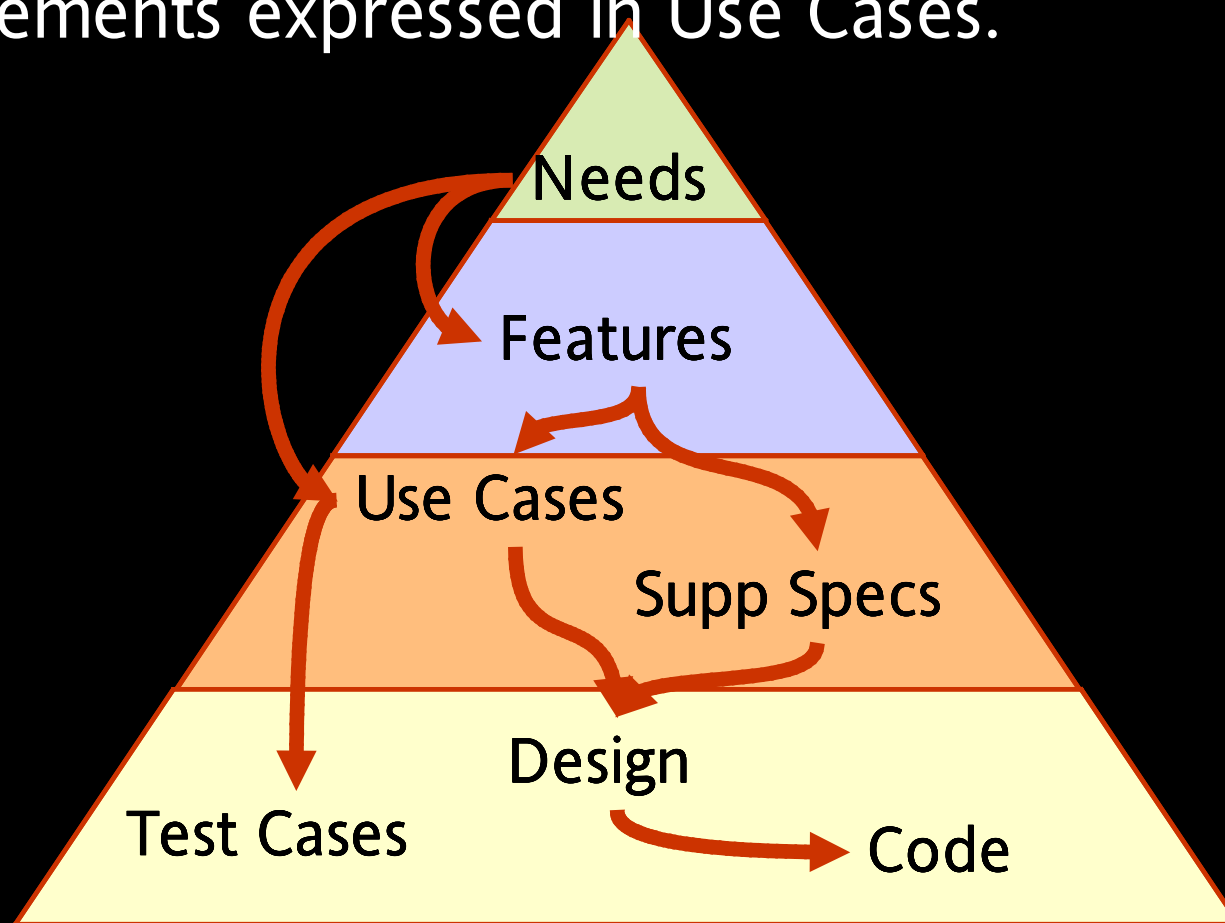 ements expressed in Use Cases.
Needs
Features
Use Cases
Supp Specs
Design
Test Cases
Code